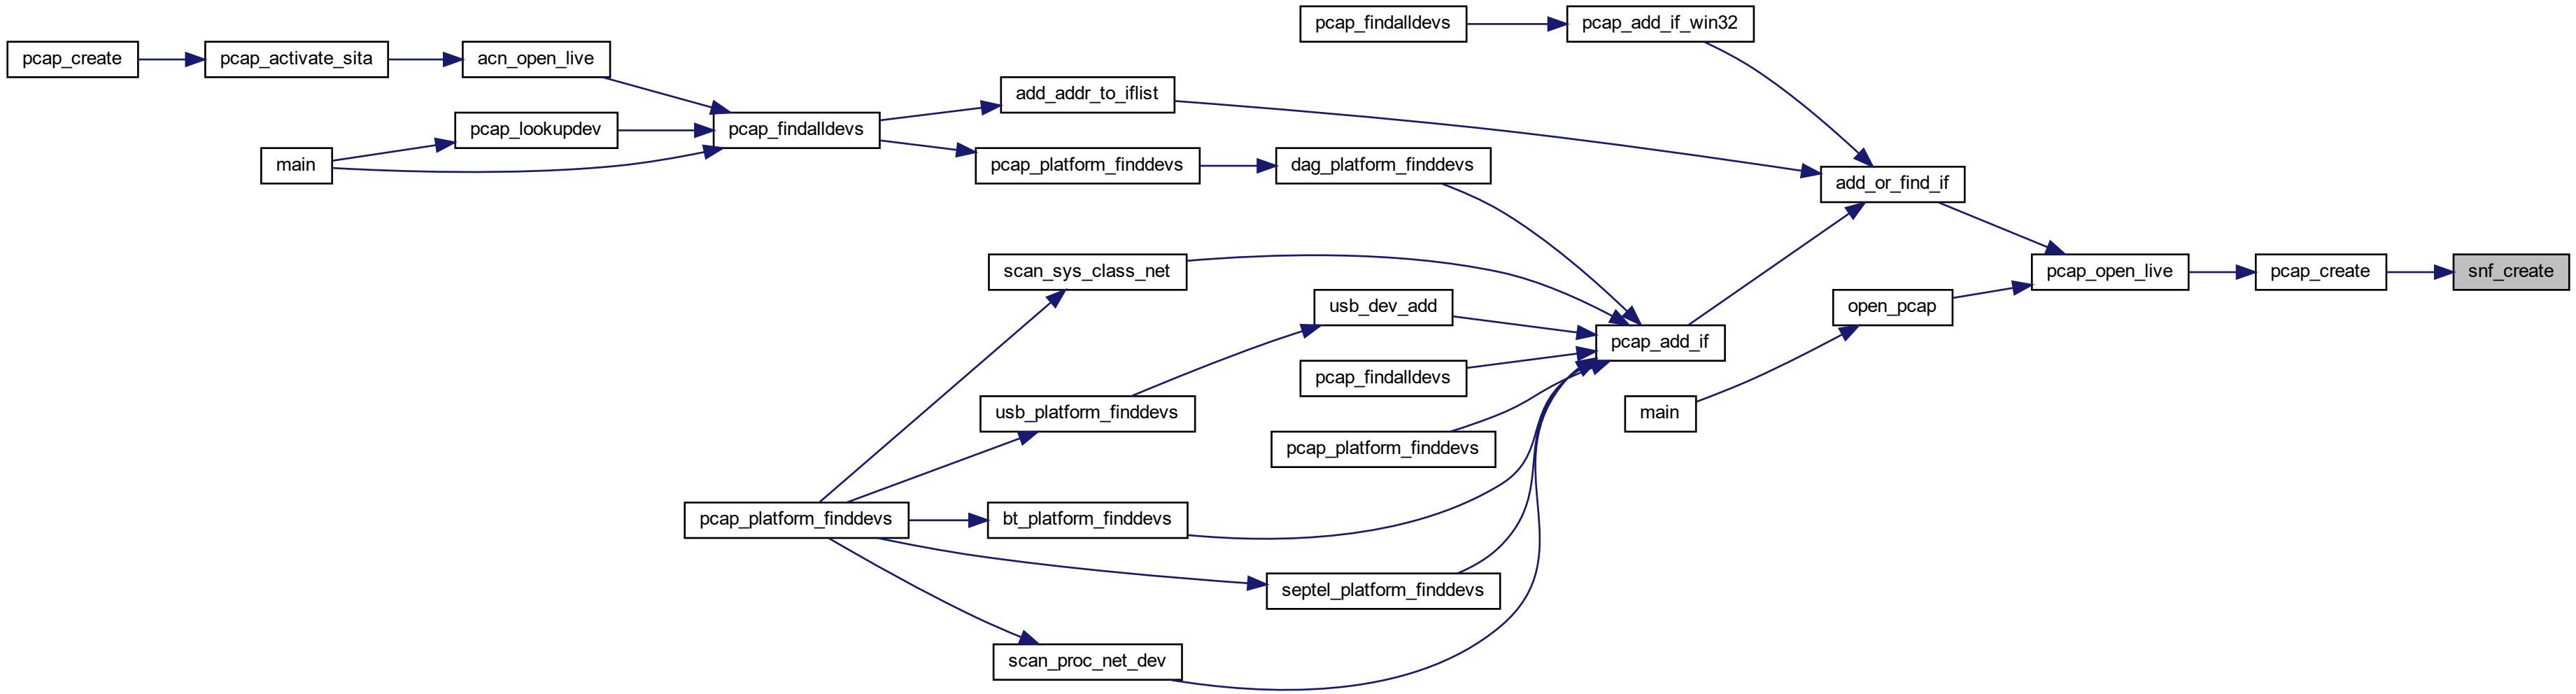 pcap_findalldevs
pcap_add_if_win32
pcap_create
pcap_activate_sita
acn_open_live
add_addr_to_iflist
pcap_lookupdev
pcap_findalldevs
main
pcap_platform_finddevs
dag_platform_finddevs
add_or_find_if
scan_sys_class_net
pcap_open_live
pcap_create
snf_create
usb_dev_add
open_pcap
pcap_add_if
pcap_findalldevs
usb_platform_finddevs
main
pcap_platform_finddevs
pcap_platform_finddevs
bt_platform_finddevs
septel_platform_finddevs
scan_proc_net_dev